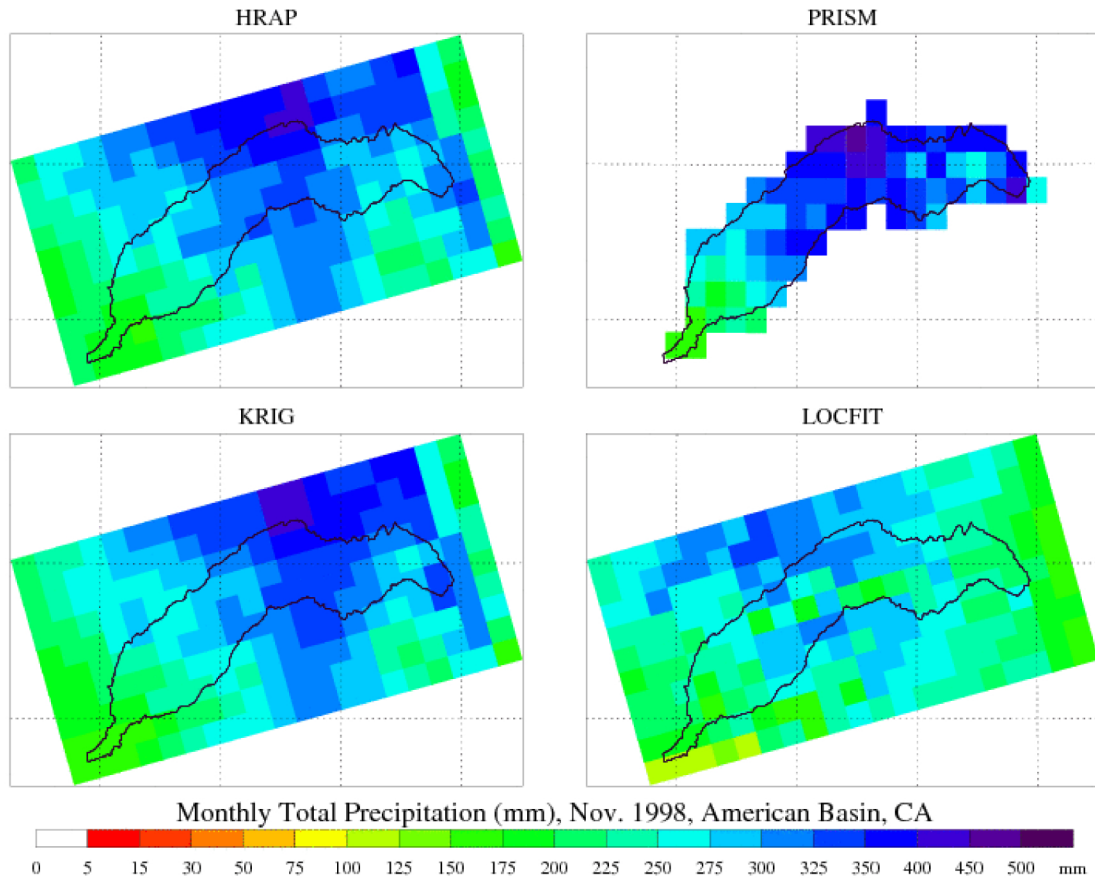 HRAP PRISM
KRIG LOCFIT
Monthly Total Precipitation (mm), Nov. 1998, American Basin, CA
0 5 15 30 50 75 100 125 150 175 200 225 250 275 300 325 350 400 450 500 mm